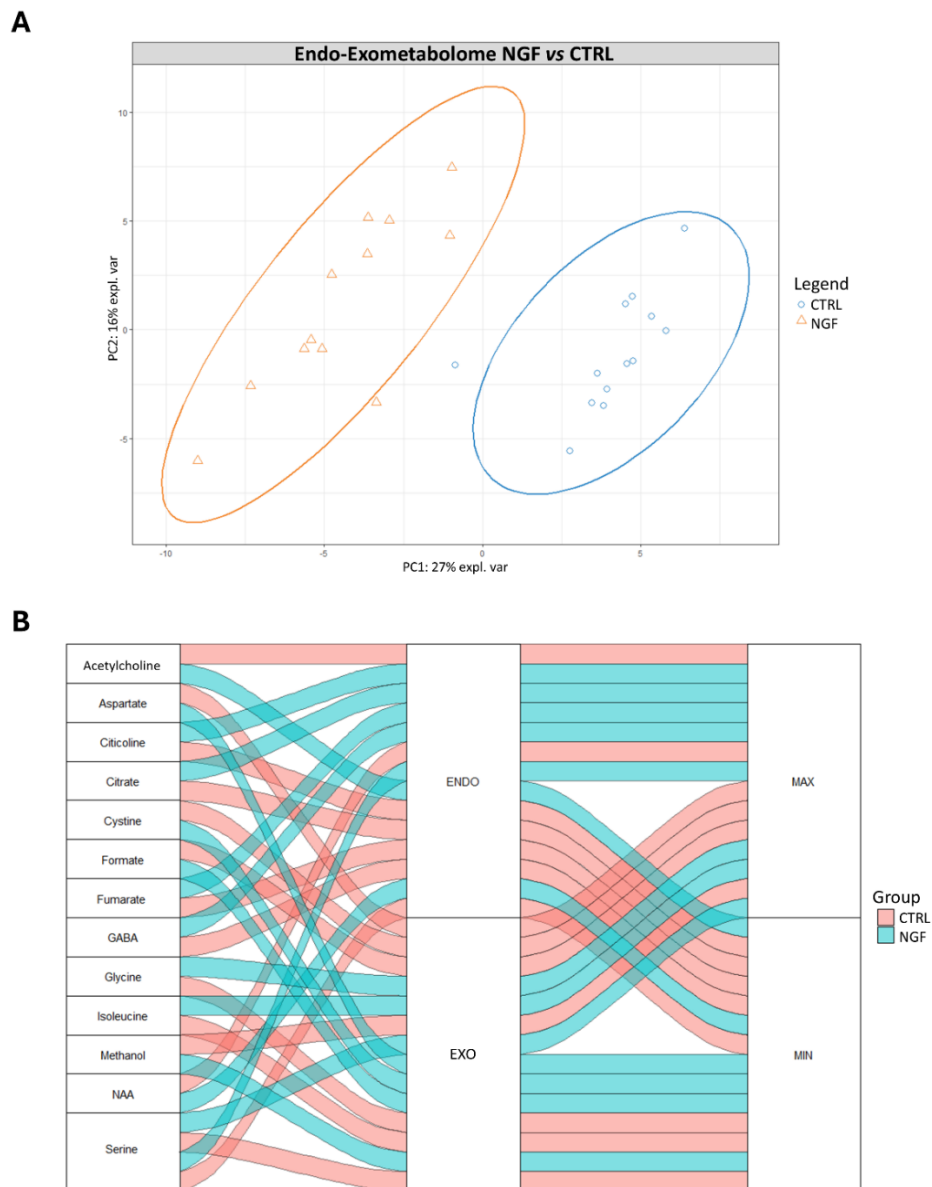 A
Endo-Exometabolome NGF vs CTRL
10
5
0
-5
PC2: 16% expl. var
-10
-5
0
5
PC1: 27% expl. var
Legend
CTRL
NGF
B
Acetylcholine
Aspartate
Citicoline
Citrate
Cystine
Formate
Fumarate
GABA
Glycine
Isoleucine
Methanol
NAA
Serine
ENDO
EXO
MAX
MIN
Group
CTRL
NGF